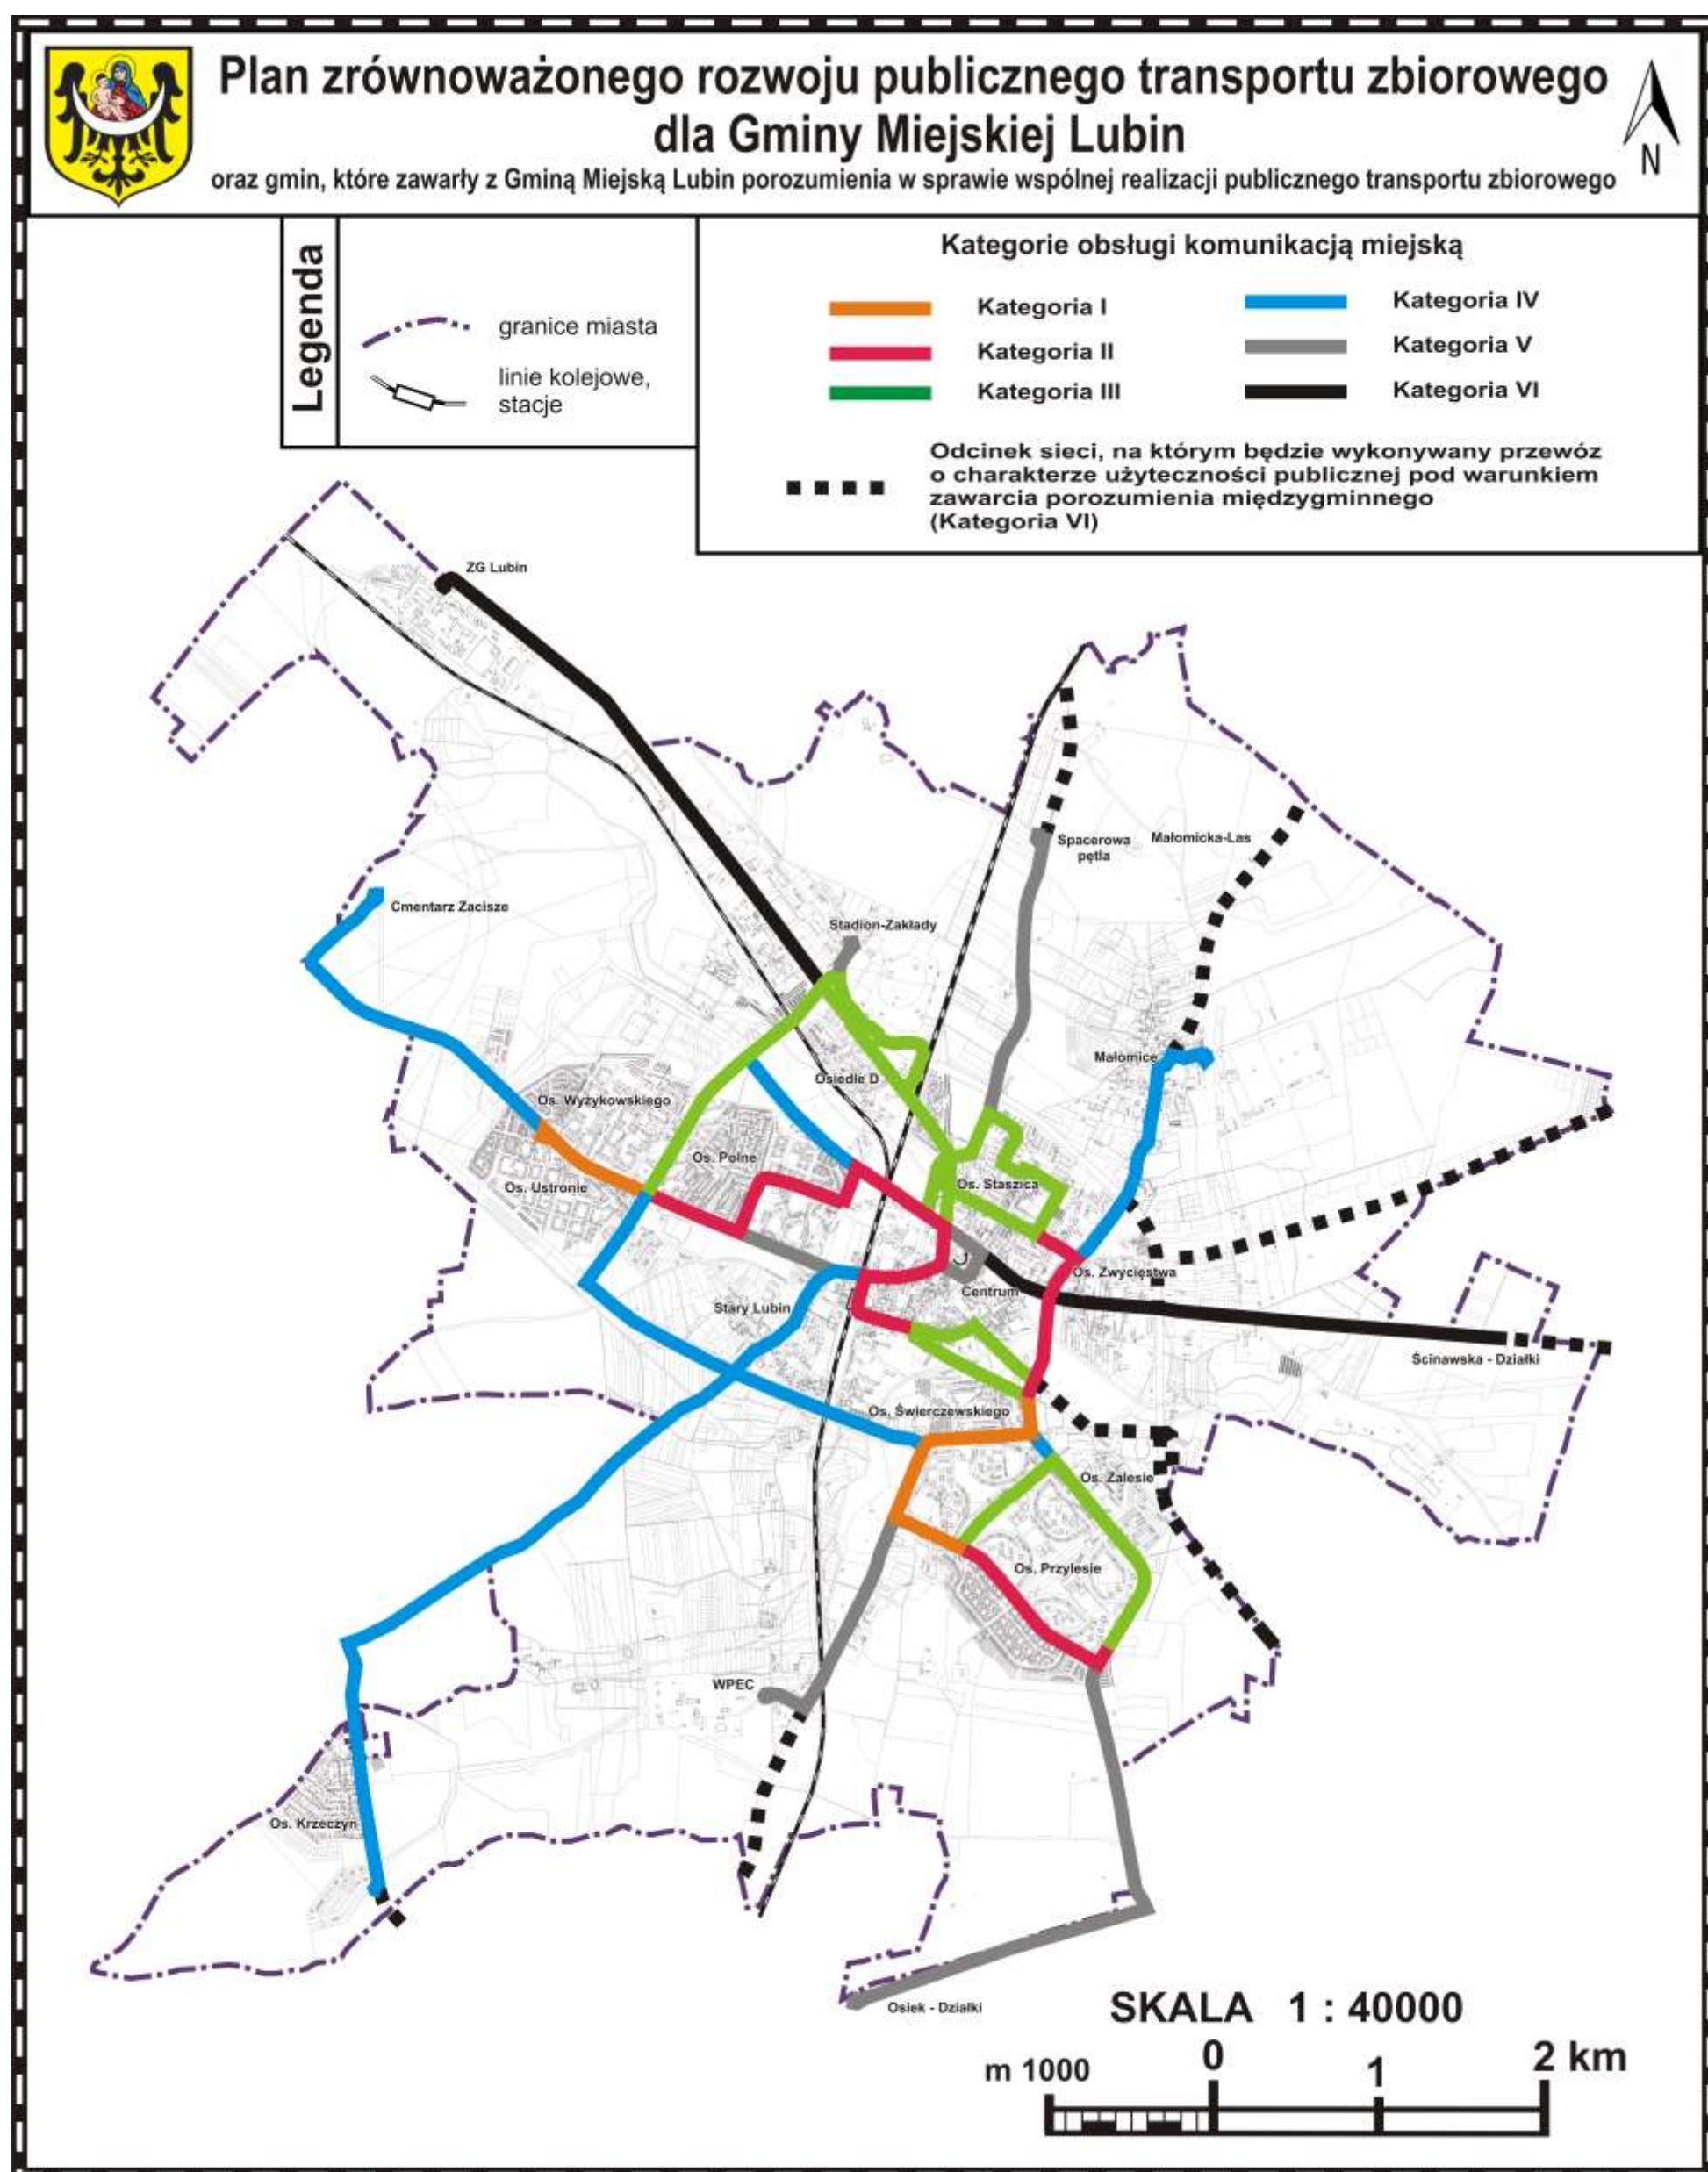 Plan zrównoważonego rozwoju publicznego transportu zbiorowego
dla Gminy Miejskiej Lubin
oraz gmin, które zawarły z Gminą Miejską Lubin porozumienia w sprawie wspólnej realizacji publicznego transportu zbiorowego
N
Legenda
granice miasta
linie kolejowe,
stacje
Kategorie obsługi komunikacją miejską
Kategoria I
Kategoria II
Kategoria III
Kategoria IV
Kategoria V
Kategoria VI
Odcinek sieci, na którym będzie wykonywany przewóz
o charakterze użyteczności publicznej pod warunkiem
zawarcia porozumienia międzygminnego
(Kategoria VI)
ZG Lubin
Spacerowa
pętla
Małomicka-Las
Cmentarz Zacisze
Stadion-Zakłady
Małomice
Osiedle D
Os. Wyżykowskiego
Os. Polne
Os. Ustronie
Os. Staszica
Os. Zwycięstwa
Centrum
Stary Lubin
Ścinawska - Działki
Os. Świerczewskiego
Os. Zalesie
Os. Przylesie
WPEC
Os. Krzeczyn
Osiek - Działki
SKALA 1 : 40000
m 1000 0 1 2 km